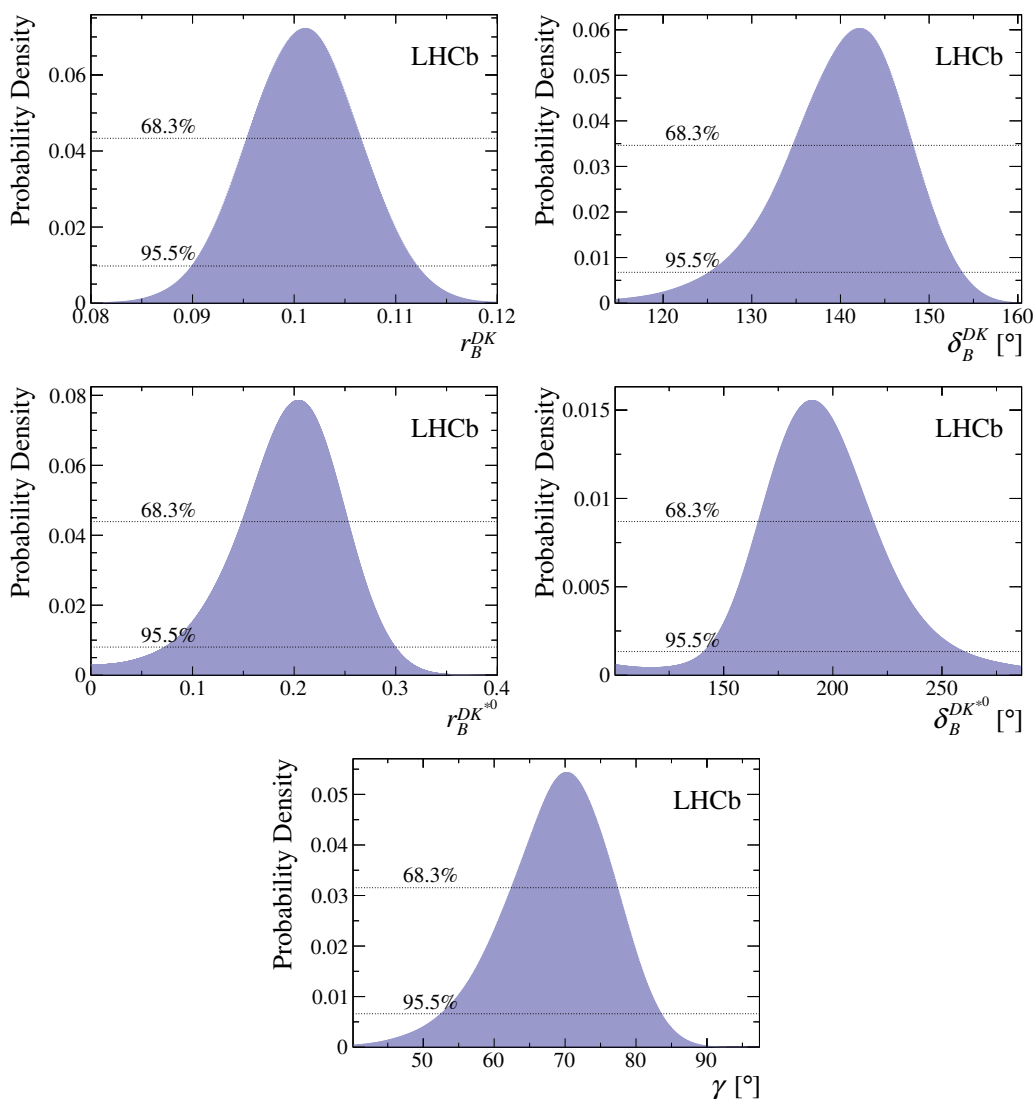 Probability Density
0.06
0.04
0.02
0
LHCb
68.3%
95.5%
0.08 0.09 0.1 0.11 0.12
r_B^{DK}
Probability Density
0.06
0.05
0.04
0.03
0.02
0.01
0
LHCb
68.3%
95.5%
120 130 140 150 160
δ_B^{DK} [°]
Probability Density
0.08
0.06
0.04
0.02
0
LHCb
68.3%
95.5%
0 0.1 0.2 0.3 0.4
r_B^{DK*0}
Probability Density
0.015
0.01
0.005
0
LHCb
68.3%
95.5%
150 200 250
δ_B^{DK*0} [°]
Probability Density
0.05
0.04
0.03
0.02
0.01
0
LHCb
68.3%
95.5%
50 60 70 80 90
γ [°]